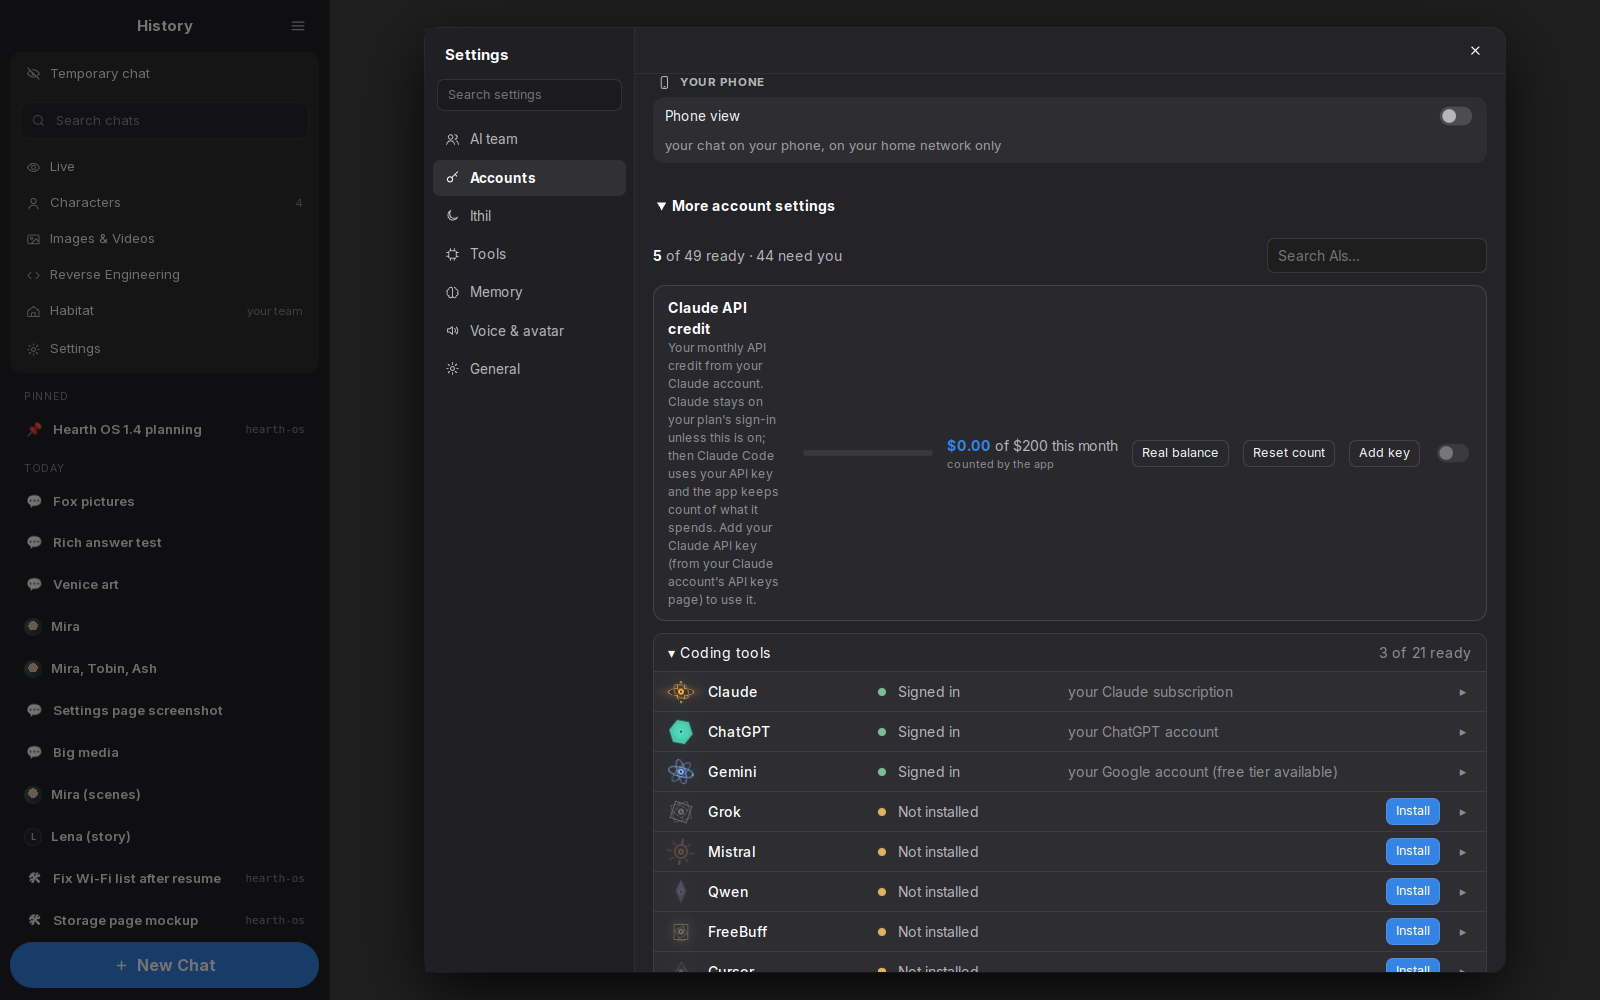 History
Temporary chat
Search chats
Live
Characters 4
Images & Videos
Reverse Engineering
Habitat your team
Settings
PINNED
Hearth OS 1.4 planning hearth-os
TODAY
Fox pictures
Rich answer test
Venice art
Mira
Mira, Tobin, Ash
Settings page screenshot
Big media
Mira (scenes)
L Lena (story)
Fix Wi-Fi list after resume hearth-os
Storage page mockup hearth-os
+ New Chat
Settings
Search settings
AI team
Accounts
Ithil
Tools
Memory
Voice & avatar
General
YOUR PHONE
Phone view
your chat on your phone, on your home network only
▼ More account settings
5 of 49 ready · 44 need you
Search AIs...
Claude API
credit
Your monthly API
credit from your
Claude account.
Claude stays on
your plan's sign-in
unless this is on;
then Claude Code
uses your API key
and the app keeps
count of what it
spends. Add your
Claude API key
(from your Claude
account's API keys
page) to use it.
$0.00 of $200 this month
counted by the app
Real balance
Reset count
Add key
▾ Coding tools 3 of 21 ready
Claude Signed in your Claude subscription
ChatGPT Signed in your ChatGPT account
Gemini Signed in your Google account (free tier available)
Grok Not installed Install
Mistral Not installed Install
Qwen Not installed Install
FreeBuff Not installed Install
Cursor Not installed Install